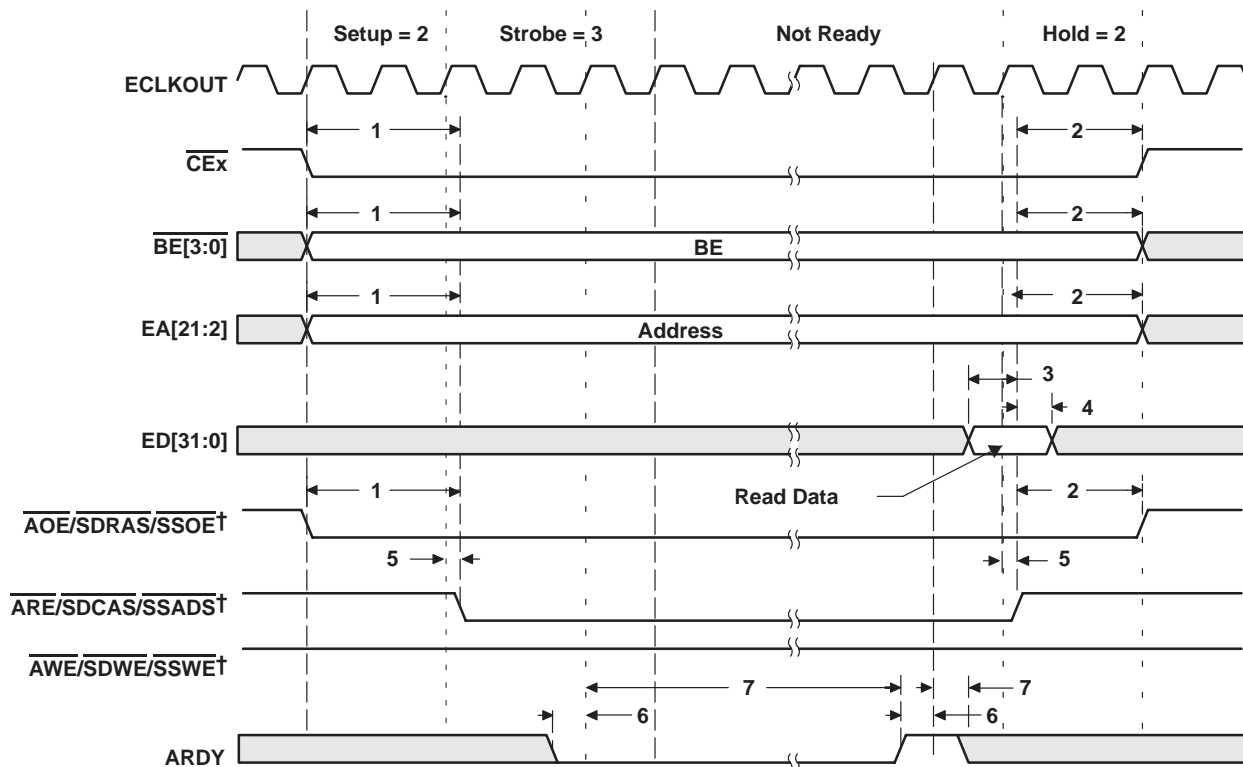 Setup = 2 Strobe = 3 Not Ready Hold = 2
ECLKOUT
1 2
CEx
1 2
BE[3:0] BE
1 2
EA[21:2] Address
3
4
ED[31:0]
Read Data
1 2
AOE/SDRAS/SSOE†
5 5
ARE/SDCAS/SSADS†
AWE/SDWE/SSWE†
7 7
6 6
ARDY